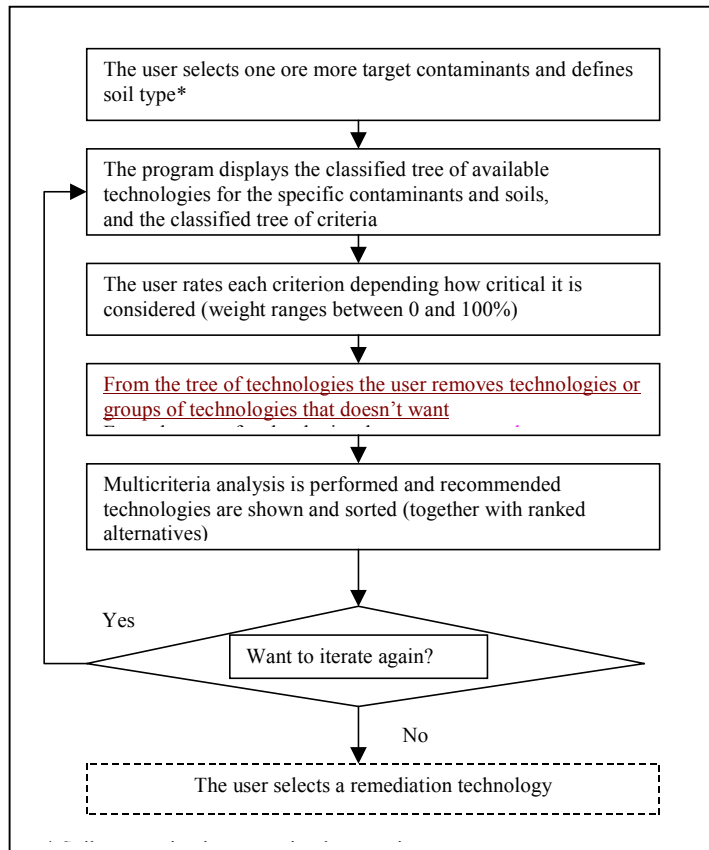 The user selects one ore more target contaminants and defines
soil type*
The program displays the classified tree of available
technologies for the specific contaminants and soils,
and the classified tree of criteria
The user rates each criterion depending how critical it is
considered (weight ranges between 0 and 100%)
From the tree of technologies the user removes technologies or
groups of technologies that doesn’t want
Multicriteria analysis is performed and recommended
technologies are shown and sorted (together with ranked
alternatives)
Yes
Want to iterate again?
No
The user selects a remediation technology